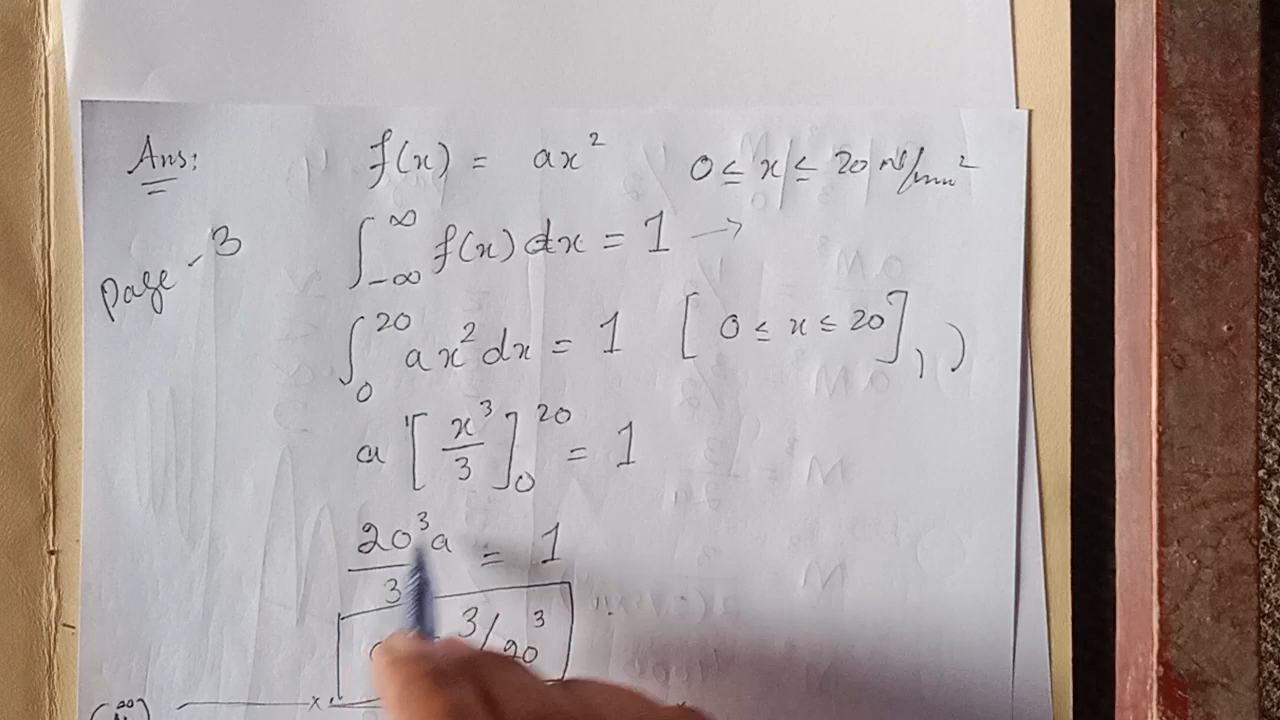 Ans: f(x) = ax² 0 ≤ x ≤ 20 N/mm²
Page - 3
∫_{-∞}^{∞} f(x) dx = 1 →
∫_0^{20} ax² dx = 1 [0 ≤ x ≤ 20], )
a [x³/3]_0^{20} = 1
20³a/3 = 1
3/20³